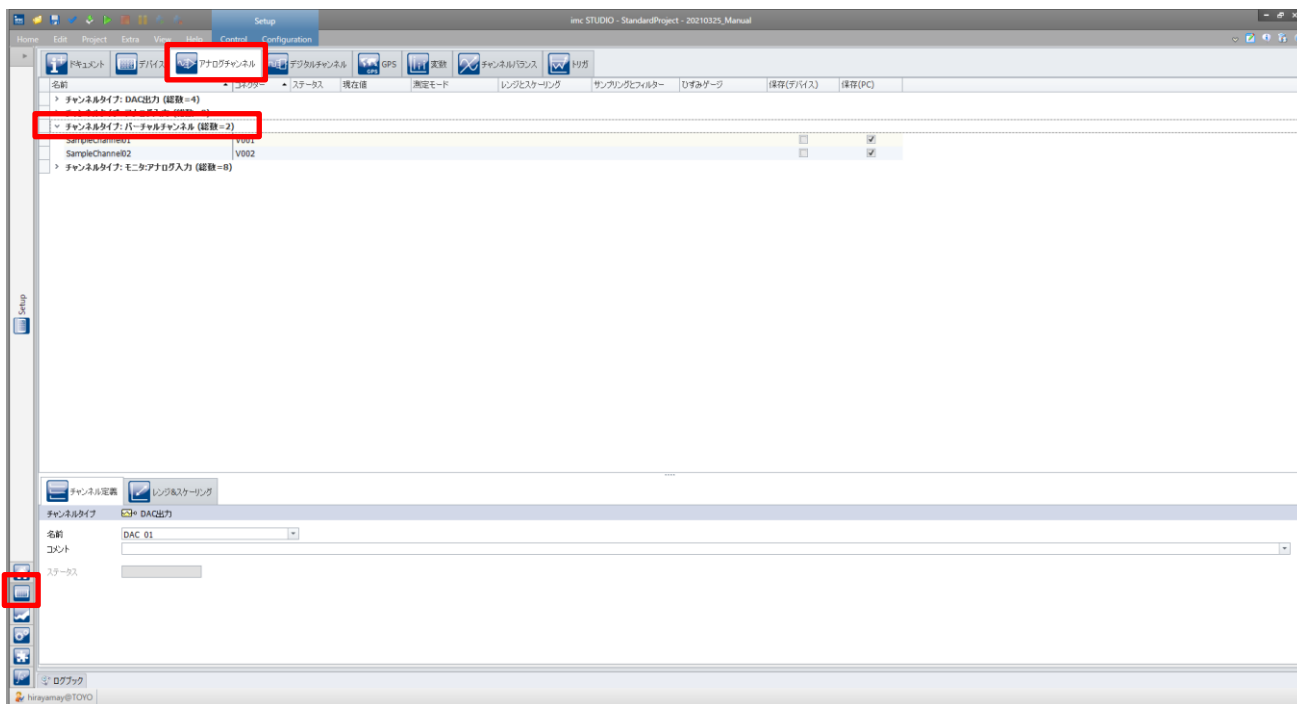 Setup
imc STUDIO - StandardProject - 20210325_Manual
Home Edit Project Extra View Help Control Configuration
ドキュメント デバイス アナログチャンネル デジタルチャンネル GPS 変数 チャンネルバランス トリガ
名前 コネクター ステータス 現在値 測定モード レンジとスケーリング サンプリングとフィルター ひずみゲージ 保存(デバイス) 保存(PC)
チャンネルタイプ: DAC出力 (総数=4)
チャンネルタイプ: バーチャルチャンネル (総数=2)
SampleChannel01 V001
SampleChannel02 V002
チャンネルタイプ: モニタ:アナログ入力 (総数=8)
Setup
チャンネル定義 レンジ&スケーリング
チャンネルタイプ DAC出力
名前 DAC_01
コメント
ステータス
ログブック
hirayamay@TOYO